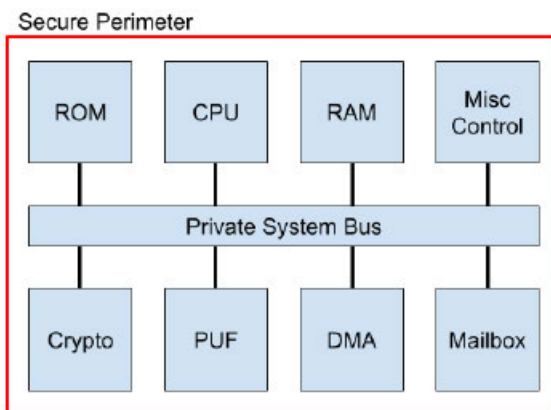 Secure Perimeter
ROM
CPU
RAM
Misc
Control
Private System Bus
Crypto
PUF
DMA
Mailbox